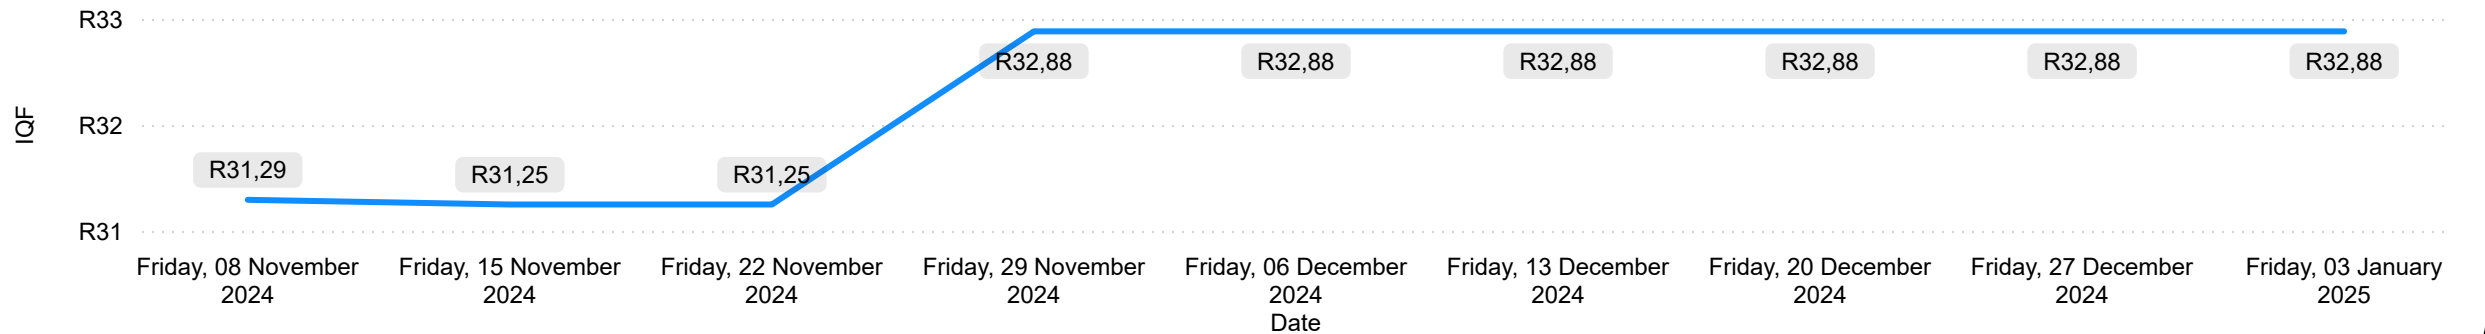 R33
R32
R31
IQF
R31,29
R31,25
R31,25
R32,88
R32,88
R32,88
R32,88
R32,88
R32,88
Friday, 08 November
2024
Friday, 15 November
2024
Friday, 22 November
2024
Friday, 29 November
2024
Friday, 06 December
2024
Friday, 13 December
2024
Friday, 20 December
2024
Friday, 27 December
2024
Friday, 03 January
2025
Date